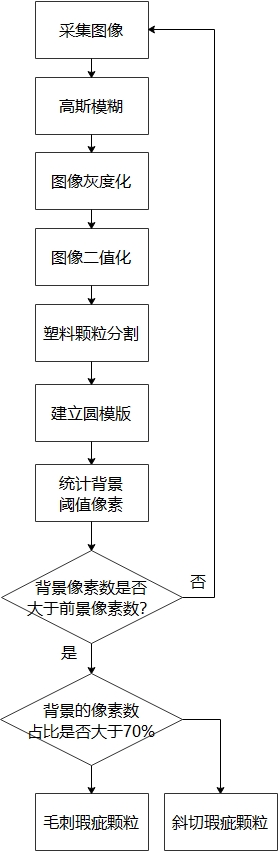 采集图像
高斯模糊
图像灰度化
图像二值化
塑料颗粒分割
建立圆模版
统计背景
阈值像素
背景像素数是否
大于前景像素数?
否
是
背景的像素数
占比是否大于70%
毛刺瑕疵颗粒
斜切瑕疵颗粒